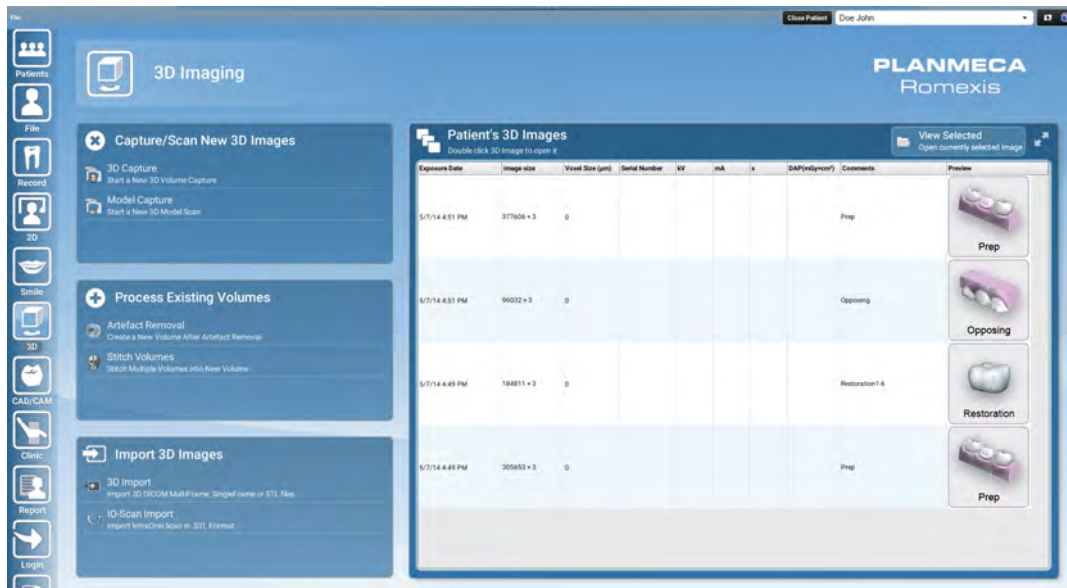 File
Close Patient
Doe John
Patients
File
Record
2D
Smile
3D
CAD/CAM
Clinic
Report
Login
3D Imaging
PLANMECA
Romexis
Capture/Scan New 3D Images
3D Capture
Start a New 3D Volume Capture
Model Capture
Start a New 3D Model Scan
Process Existing Volumes
Artefact Removal
Create a New Volume After Artefact Removal
Stitch Volumes
Stitch Multiple Volumes into New Volume
Import 3D Images
3D Import
Import 3D DICOM MultiFrame, SingleFrame or STL files
IO-Scan Import
Import IntraOral Scan in .STL Format
Patient's 3D Images
Double click 3D image to open it
View Selected
Open currently selected image
Exposure Date Image size Voxel Size (μm) Serial Number kV mA s DAP(mGy*cm²) Comments Preview
5/7/14 4:51 PM 377606 × 3 0 Prep
Prep
5/7/14 4:51 PM 96032 × 3 0 Opposing
Opposing
5/7/14 4:49 PM 184811 × 3 0 Restoration1-6
Restoration
5/7/14 4:49 PM 305653 × 3 0 Prep
Prep